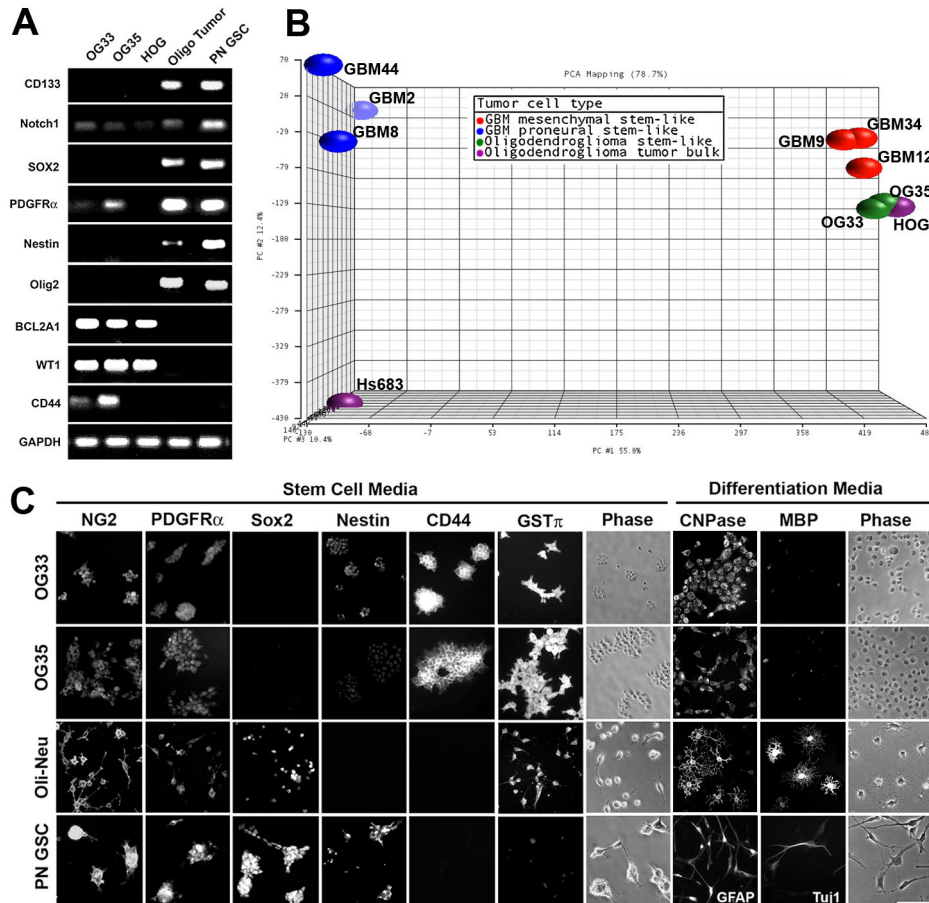 A
OG33 OG35 HOG Oligo Tumor PN GSC
CD133
Notch1
SOX2
PDGFRα
Nestin
Olig2
BCL2A1
WT1
CD44
GAPDH
B
PCA Mapping (78.7%)
70
20
-29
-79
-129
-180
-229
-279
-329
-379
-430
PC #2 12.4%
GBM44
GBM2
GBM8
Tumor cell type
GBM mesenchymal stem-like
GBM proneural stem-like
Oligodendroglioma stem-like
Oligodendroglioma tumor bulk
GBM34
GBM9
GBM12
OG35
OG33
HOG
Hs683
-130 -68 -7 53 114 175 236 297 358 419 48
PC #3 10.4%
PC #1 55.8%
C
Stem Cell Media Differentiation Media
NG2 PDGFRα Sox2 Nestin CD44 GSTπ Phase CNPase MBP Phase
OG33
OG35
Oli-Neu
PN GSC
GFAP Tuj1